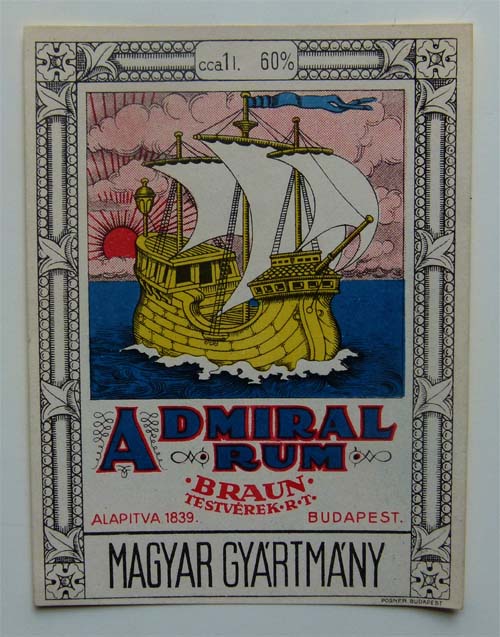 cca 1 l. 60%
ADMIRAL
RUM
·BRAUN·
TESTVÉREK·R·T·
ALAPITVA 1839. BUDAPEST.
MAGYAR GYÁRTMÁNY
POSNER, BUDAPEST